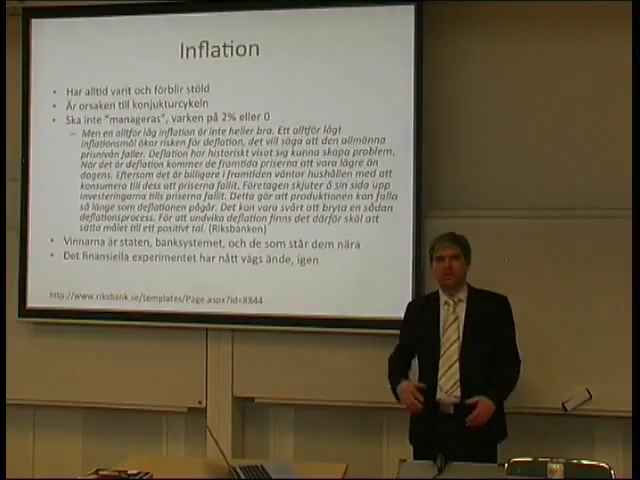 Inflation
• Har alltid varit och förblir stöld
• Är orsaken till konjukturcykeln
• Ska inte "manageras", varken på 2% eller 0
– Men en alltför låg inflation är inte heller bra. Ett alltför lågt
inflationsmål ökar risken för deflation, det vill säga att den allmänna
prisnivån faller. Deflation har historiskt visat sig kunna skapa problem.
När det är deflation kommer de framtida priserna att vara lägre än
dagens. Eftersom det är billigare i framtiden väntar hushållen med att
konsumera till dess att priserna fallit. Företagen skjuter å sin sida upp
investeringarna tills priserna fallit. Detta gör att produktionen kan falla
så länge som deflationen pågår. Det kan vara svårt att bryta en sådan
deflationsprocess. För att undvika deflation finns det därför skäl att
sätta målet till ett positivt tal. (Riksbanken)
• Vinnarna är staten, banksystemet, och de som står dem nära
• Det finansiella experimentet har nått vägs ände, igen
http://www.riksbank.se/templates/Page.aspx?id=8844